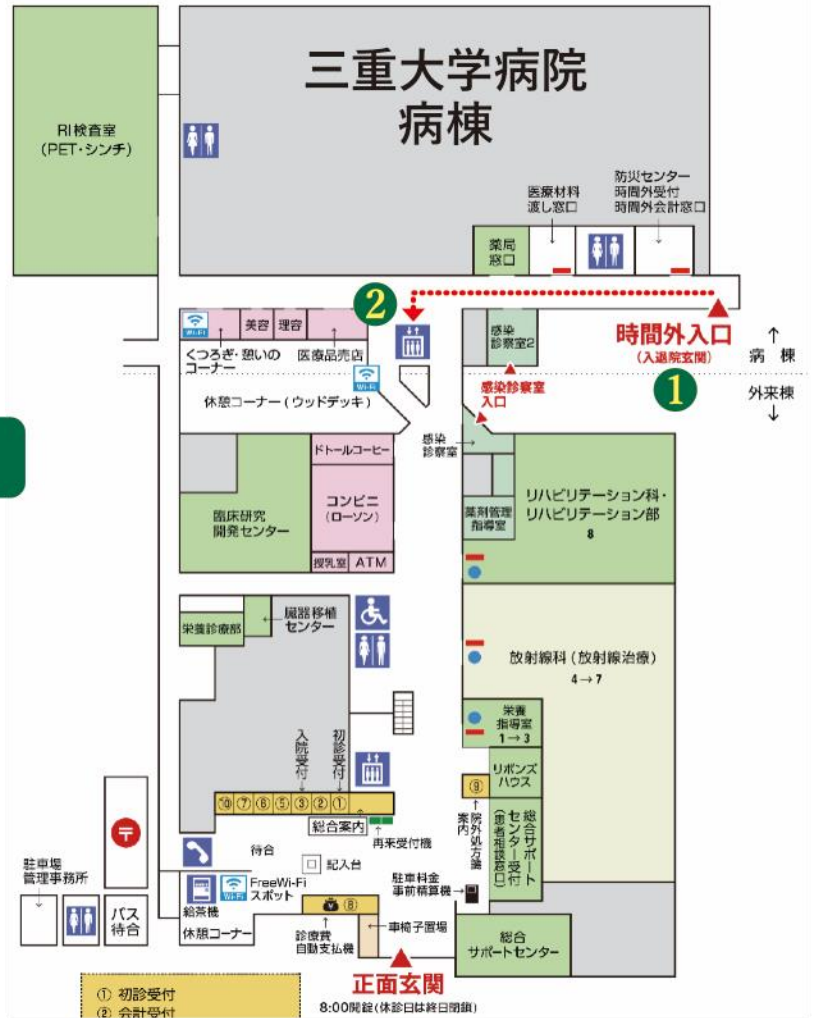 三重大学病院
病棟
RI検査室
(PET・シンチ)
医療材料
渡し窓口
防災センター
時間外受付
時間外会計窓口
薬局
窓口
2
Wi-Fi
美容
理容
くつろぎ・憩いの
コーナー
医療品売店
Wi-Fi
感染
診察室2
時間外入口
(入退院玄関)
↑
病棟
1
外来棟
↓
感染診察室
入口
休憩コーナー(ウッドデッキ)
感染
診察室
ドトールコーヒー
コンビニ
(ローソン)
授乳室
ATM
臨床研究
開発センター
薬剤管理
指導室
リハビリテーション科・
リハビリテーション部
8
栄養診療部
臓器移植
センター
放射線科(放射線治療)
4→7
栄養
指導室
1→3
リボンズ
ハウス
入院受付
初診受付
⑩ ⑦ ⑥ ⑤ ③ ② ①
総合案内
再来受付機
⑨
院外処方箋
案内
総合サポート
センター受付
(患者相談窓口)
〒
待合
記入台
駐車場
管理事務所
バス
待合
給茶機
Wi-Fi
FreeWi-Fi
スポット
休憩コーナー
¥ ⑧
診療費
自動支払機
車椅子置場
駐車料金
事前精算機
総合
サポートセンター
正面玄関
8:00開錠(休診日は終日閉鎖)
① 初診受付
② 会計受付